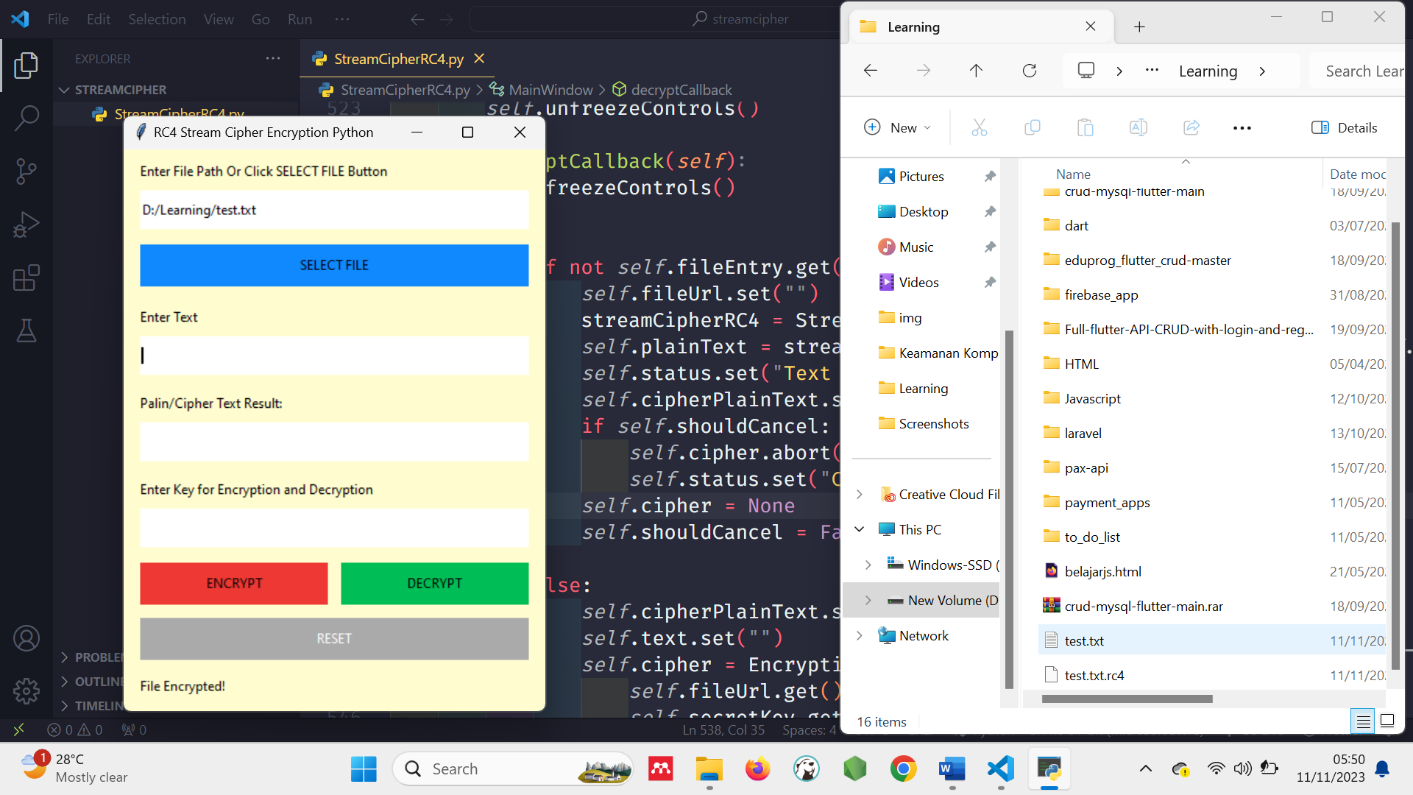 File Edit Selection View Go Run ··· streamcipher
EXPLORER ···
STREAMCIPHER
StreamCipherRC4.py
StreamCipherRC4.py
StreamCipherRC4.py > MainWindow > decryptCallback
523 self.unfreezeControls()
ptCallback(self):
freezeControls()
f not self.fileEntry.get(
self.fileUrl.set("")
streamCipherRC4 = Stre
self.plainText = strea
self.status.set("Text
self.cipherPlainText.s
if self.shouldCancel:
self.cipher.abort(
self.status.set("C
self.cipher = None
self.shouldCancel = Fa
lse:
self.cipherPlainText.s
self.text.set("")
self.cipher = Encrypti
self.fileUrl.get()
self.secretKey.get
PROBLE
OUTLIN
TIMELIN
0 0 0
Ln 538, Col 35 Spaces: 4
RC4 Stream Cipher Encryption Python
Enter File Path Or Click SELECT FILE Button
D:/Learning/test.txt
SELECT FILE
Enter Text
Palin/Cipher Text Result:
Enter Key for Encryption and Decryption
ENCRYPT DECRYPT
RESET
File Encrypted!
Learning
··· Learning Search Lear
New ··· Details
Pictures
Desktop
Music
Videos
img
Keamanan Komp
Learning
Screenshots
Creative Cloud Fil
This PC
Windows-SSD (
New Volume (D
Network
Name Date moc
crud-mysql-flutter-main 18/09/20
dart 03/07/20
eduprog_flutter_crud-master 18/09/20
firebase_app 31/08/20
Full-flutter-API-CRUD-with-login-and-reg... 19/09/20
HTML 05/04/20
Javascript 12/10/20
laravel 13/10/20
pax-api 15/07/20
payment_apps 11/05/20
to_do_list 11/05/20
belajarjs.html 21/05/20
crud-mysql-flutter-main.rar 18/09/20
test.txt 11/11/20
test.txt.rc4 11/11/20
16 items
1
28°C
Mostly clear
Search
05:50
11/11/2023